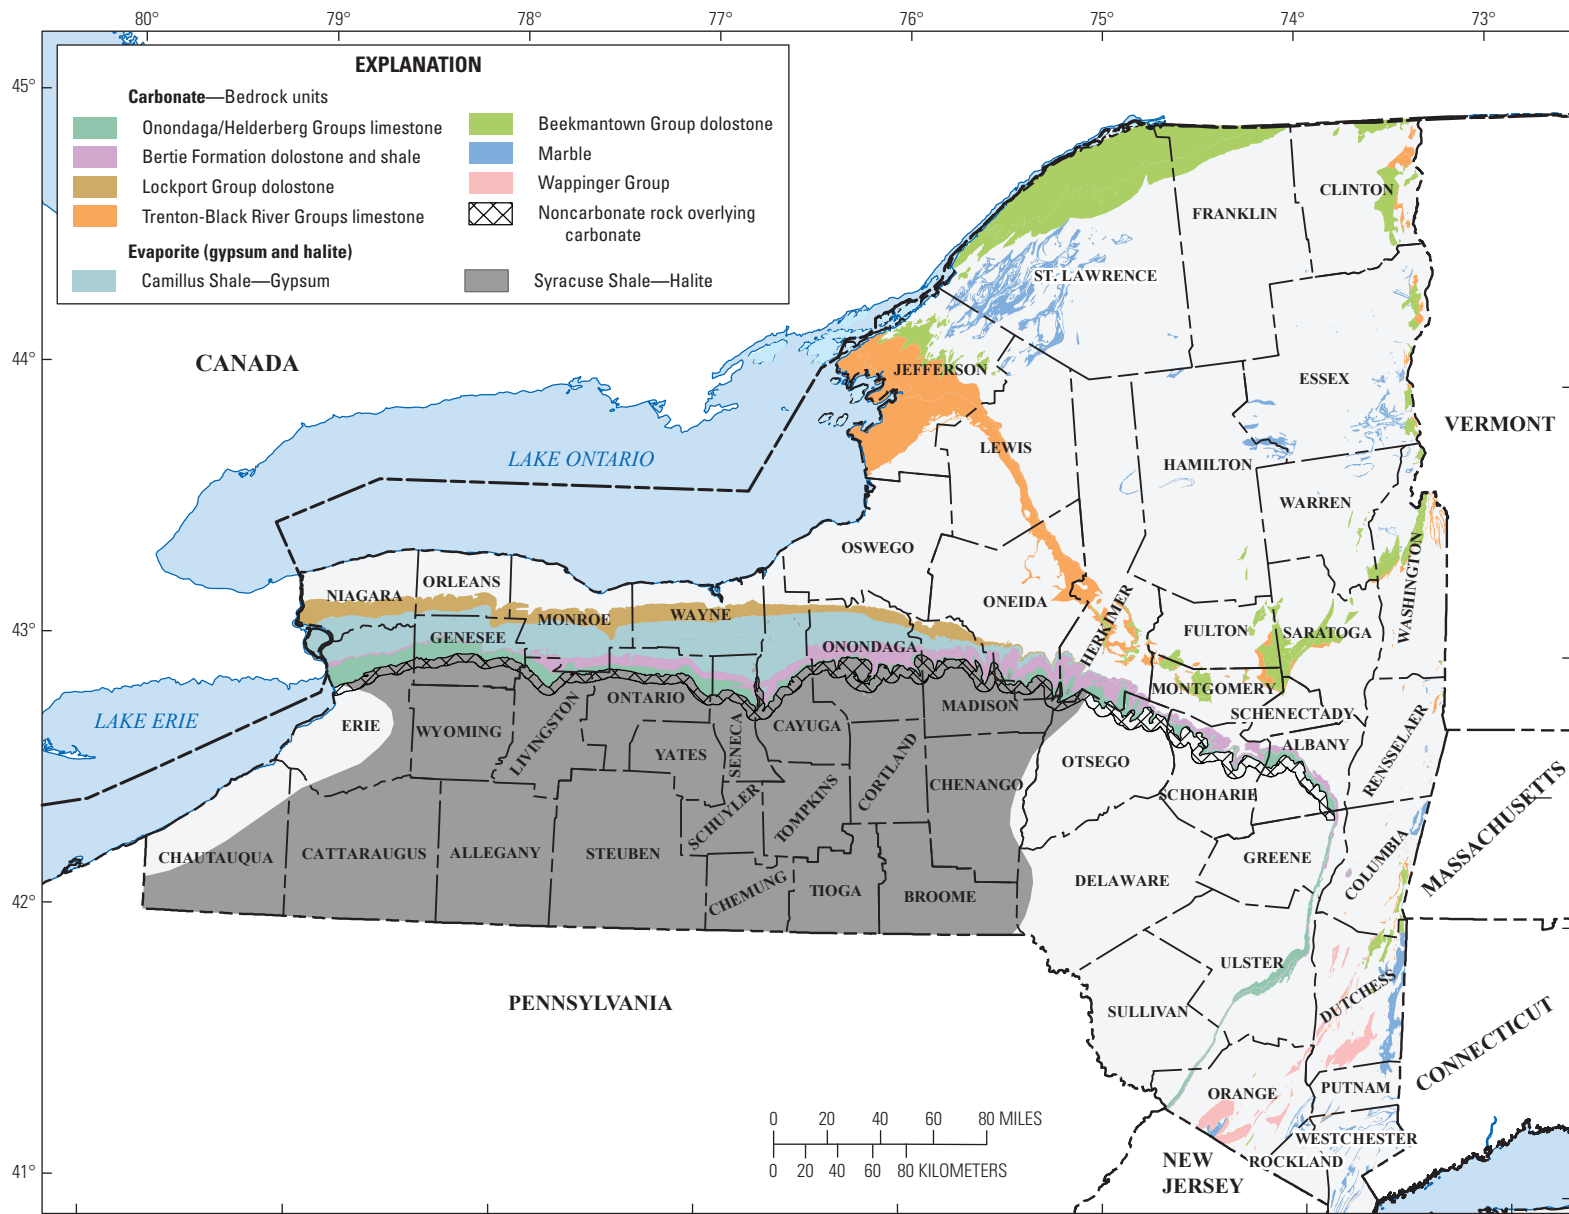 80°
79°
78°
77°
76°
75°
74°
73°
45°
44°
43°
42°
41°
EXPLANATION
Carbonate—Bedrock units
Onondaga/Helderberg Groups limestone
Bertie Formation dolostone and shale
Lockport Group dolostone
Trenton-Black River Groups limestone
Evaporite (gypsum and halite)
Camillus Shale—Gypsum
Beekmantown Group dolostone
Marble
Wappinger Group
Noncarbonate rock overlying
carbonate
Syracuse Shale—Halite
CANADA
LAKE ONTARIO
LAKE ERIE
VERMONT
MASSACHUSETTS
CONNECTICUT
PENNSYLVANIA
NEW
JERSEY
CLINTON
FRANKLIN
ST. LAWRENCE
JEFFERSON
ESSEX
LEWIS
HAMILTON
WARREN
WASHINGTON
OSWEGO
ONEIDA
HERKIMER
FULTON
SARATOGA
NIAGARA
ORLEANS
MONROE
WAYNE
GENESEE
ONONDAGA
MONTGOMERY
SCHENECTADY
ERIE
WYOMING
LIVINGSTON
ONTARIO
YATES
SENECA
CAYUGA
MADISON
CORTLAND
CHENANGO
OTSEGO
SCHOHARIE
ALBANY
RENSSELAER
CHAUTAUQUA
CATTARAUGUS
ALLEGANY
STEUBEN
SCHUYLER
TOMPKINS
CHEMUNG
TIOGA
BROOME
DELAWARE
GREENE
COLUMBIA
ULSTER
SULLIVAN
DUTCHESS
ORANGE
PUTNAM
WESTCHESTER
ROCKLAND
0 20 40 60 80 MILES
0 20 40 60 80 KILOMETERS